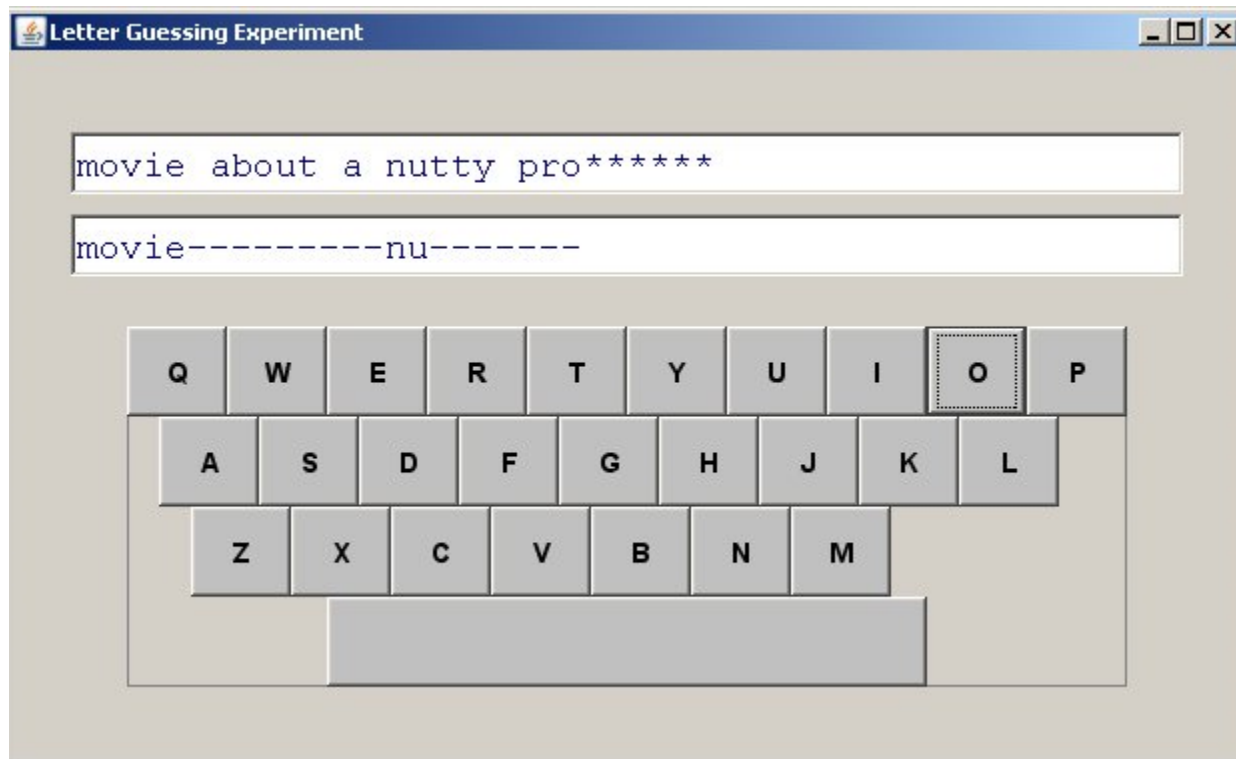 Letter Guessing Experiment
movie about a nutty pro******
movie---------nu-------
Q W E R T Y U I O P
A S D F G H J K L
Z X C V B N M